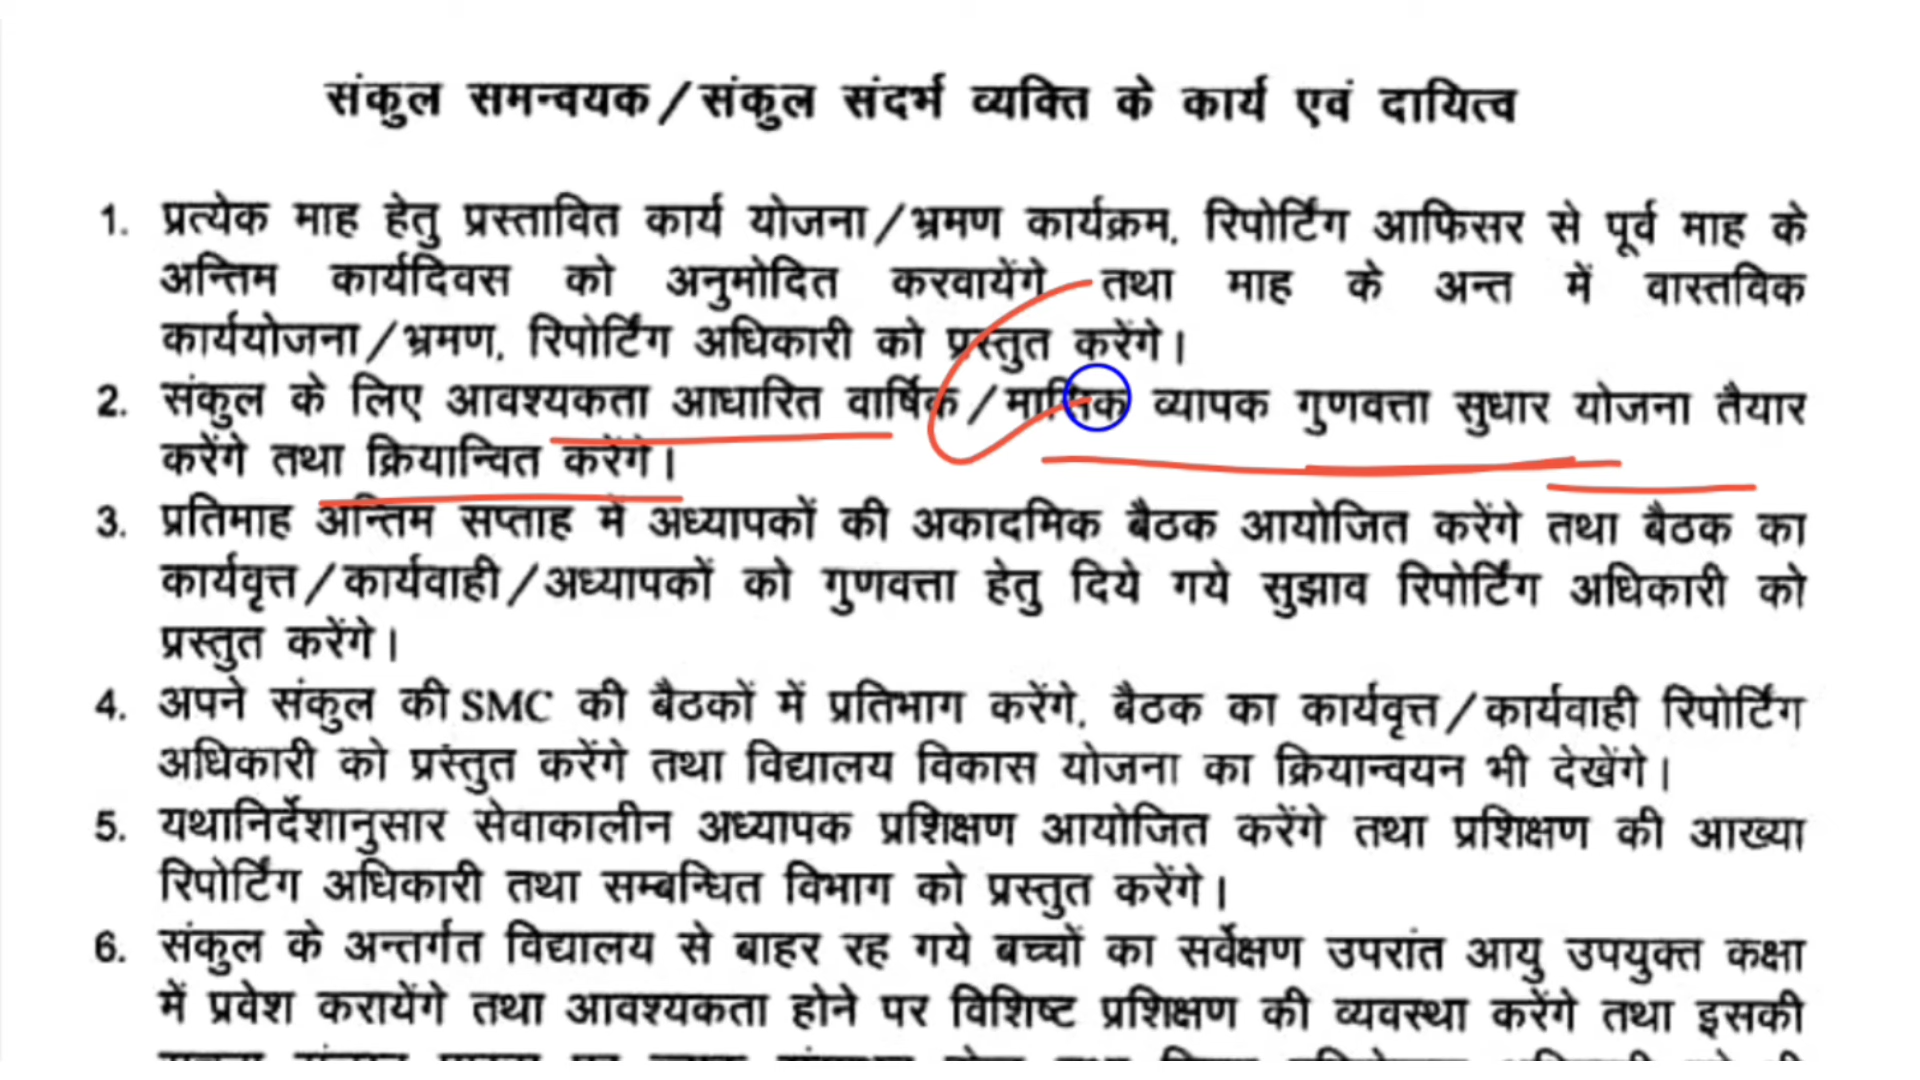 संकुल समन्वयक/संकुल संदर्भ व्यक्ति के कार्य एवं दायित्व
1. प्रत्येक माह हेतु प्रस्तावित कार्य योजना/भ्रमण कार्यक्रम, रिपोर्टिंग आफिसर से पूर्व माह के
अन्तिम कार्यदिवस को अनुमोदित करवायेंगे तथा माह के अन्त में वास्तविक
कार्ययोजना/भ्रमण, रिपोर्टिंग अधिकारी को प्रस्तुत करेंगे।
2. संकुल के लिए आवश्यकता आधारित वार्षिक/मासिक व्यापक गुणवत्ता सुधार योजना तैयार
करेंगे तथा क्रियान्वित करेंगे।
3. प्रतिमाह अन्तिम सप्ताह में अध्यापकों की अकादमिक बैठक आयोजित करेंगे तथा बैठक का
कार्यवृत्त/कार्यवाही/अध्यापकों को गुणवत्ता हेतु दिये गये सुझाव रिपोर्टिंग अधिकारी को
प्रस्तुत करेंगे।
4. अपने संकुल की SMC की बैठकों में प्रतिभाग करेंगे, बैठक का कार्यवृत्त/कार्यवाही रिपोर्टिंग
अधिकारी को प्रस्तुत करेंगे तथा विद्यालय विकास योजना का क्रियान्वयन भी देखेंगे।
5. यथानिर्देशानुसार सेवाकालीन अध्यापक प्रशिक्षण आयोजित करेंगे तथा प्रशिक्षण की आख्या
रिपोर्टिंग अधिकारी तथा सम्बन्धित विभाग को प्रस्तुत करेंगे।
6. संकुल के अन्तर्गत विद्यालय से बाहर रह गये बच्चों का सर्वेक्षण उपरांत आयु उपयुक्त कक्षा
में प्रवेश करायेंगे तथा आवश्यकता होने पर विशिष्ट प्रशिक्षण की व्यवस्था करेंगे तथा इसकी